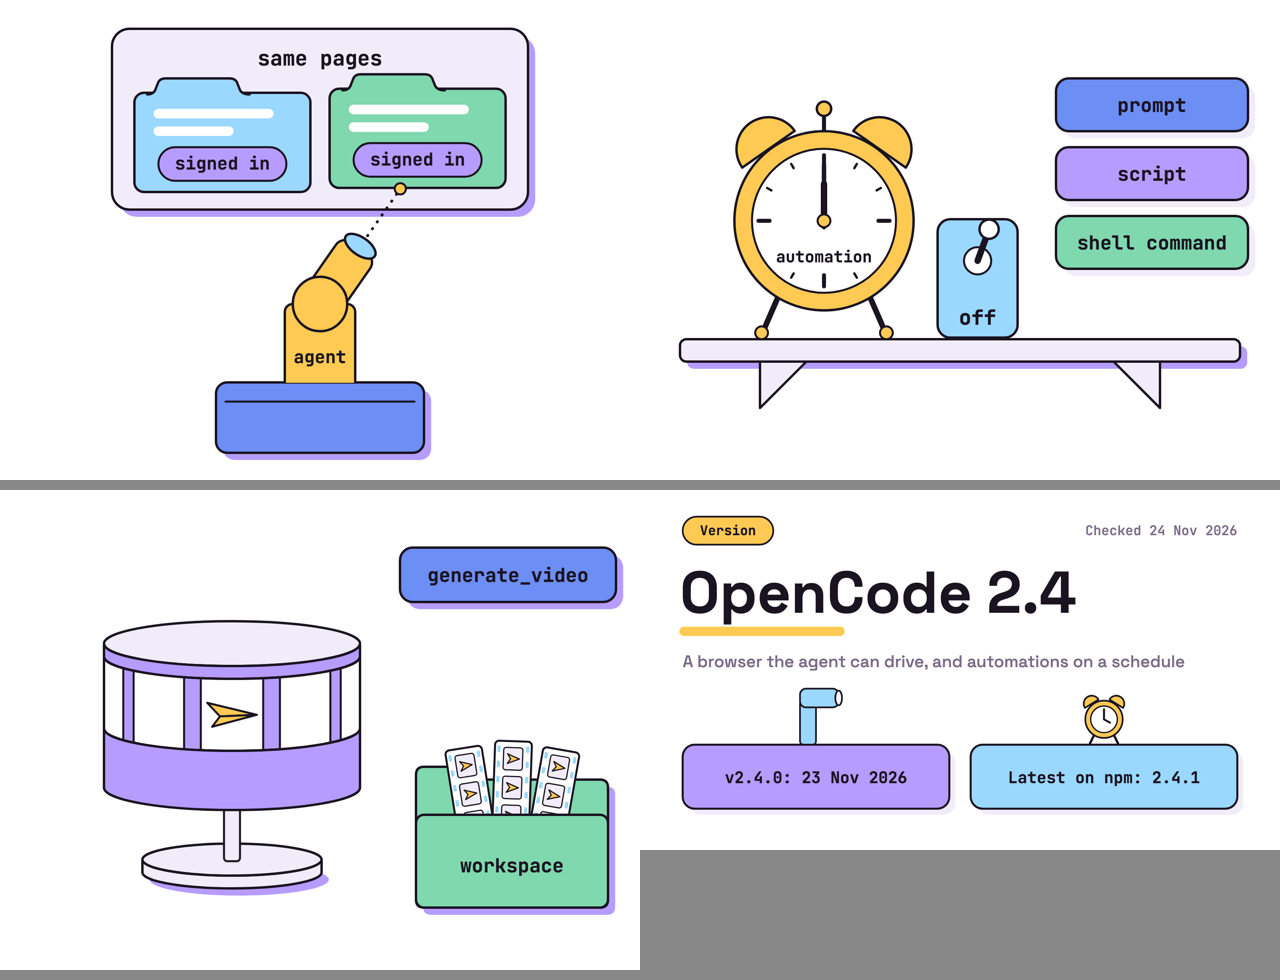 same pages
signed in
signed in
agent
prompt
script
shell command
automation
off
generate_video
workspace
Version
Checked 24 Nov 2026
OpenCode 2.4
A browser the agent can drive, and automations on a schedule
v2.4.0: 23 Nov 2026
Latest on npm: 2.4.1